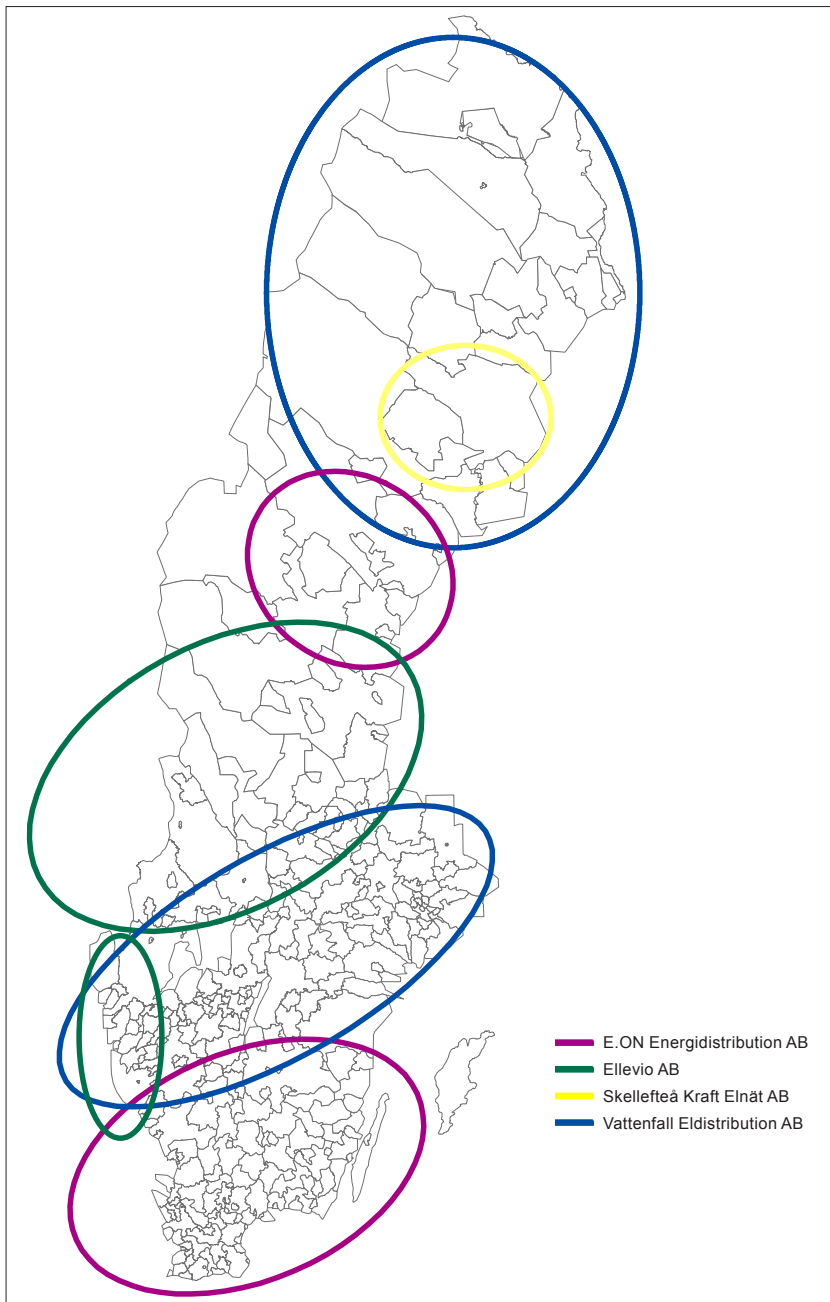 E.ON Energidistribution AB
Ellevio AB
Skellefteå Kraft Elnät AB
Vattenfall Eldistribution AB